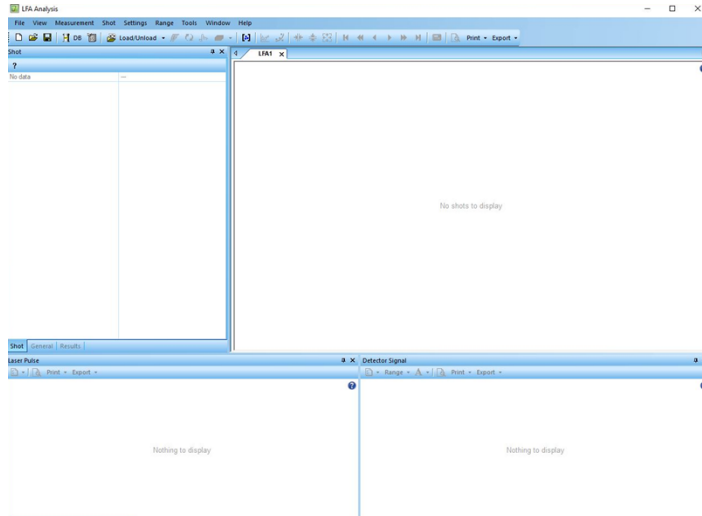 LFA Analysis
File View Measurement Shot Settings Range Tools Window Help
DB Load/Unload Print Export
Shot
LFA1
?
No data ---
No shots to display
Shot General Results
Laser Pulse
Print Export
Nothing to display
Detector Signal
Range A Print Export
Nothing to display